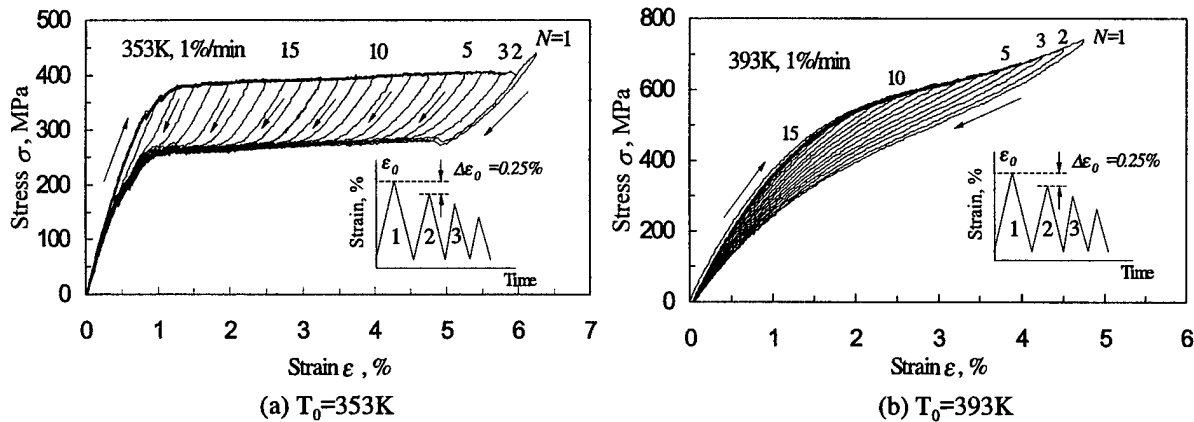 500
400
300
200
100
0
Stress σ, MPa
353K, 1%/min
15
10
5
3
2
N=1
ε₀
Δε₀ =0.25%
Strain, %
1
2
3
Time
0
1
2
3
4
5
6
7
Strain ε , %
(a) T₀=353K
800
600
400
200
0
Stress σ, MPa
393K, 1%/min
15
10
5
3
2
N=1
ε₀
Δε₀ =0.25%
Strain, %
1
2
3
Time
0
1
2
3
4
5
6
Strain ε , %
(b) T₀=393K